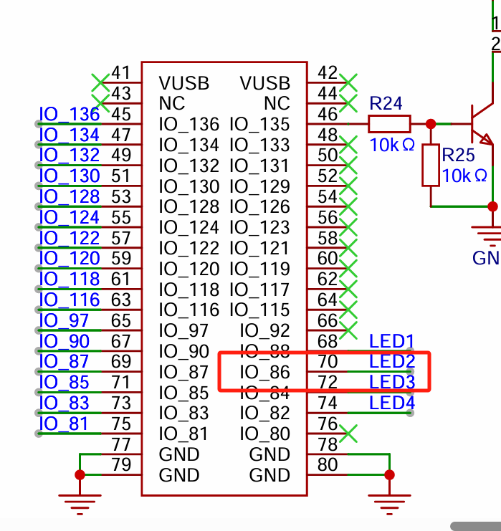 1
2
41 VUSB VUSB 42
43 NC NC 44
IO_136 45 IO_136 IO_135 46 R24 10kΩ
IO_134 47 IO_134 IO_133 48
IO_132 49 IO_132 IO_131 50 R25
IO_130 51 IO_130 IO_129 52 10kΩ
IO_128 53 IO_128 IO_126 54
IO_124 55 IO_124 IO_123 56
IO_122 57 IO_122 IO_121 58
IO_120 59 IO_120 IO_119 60 GN
IO_118 61 IO_118 IO_117 62
IO_116 63 IO_116 IO_115 64
IO_97 65 IO_97 IO_92 66
IO_90 67 IO_90 IO_88 68 LED1
IO_87 69 IO_87 IO_86 70 LED2
IO_85 71 IO_85 IO_84 72 LED3
IO_83 73 IO_83 IO_82 74 LED4
IO_81 75 IO_81 IO_80 76
77 GND GND 78
79 GND GND 80